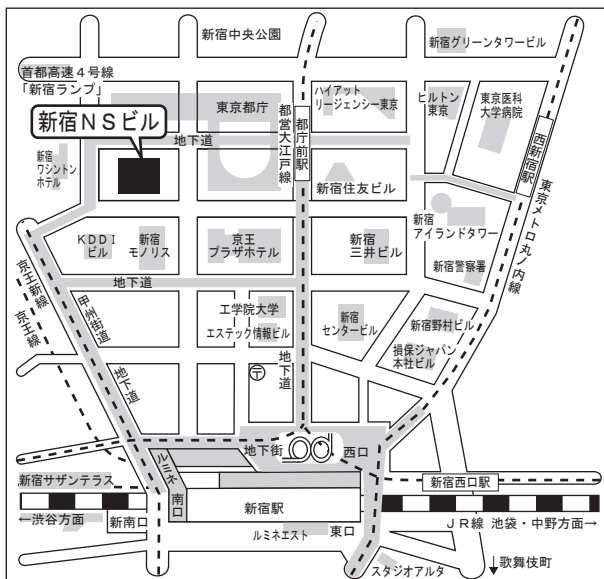 新宿中央公園
新宿グリーンタワービル
首都高速4号線
「新宿ランプ」
東京都庁
都営大江戸線
都庁前駅
ハイアット
リージェンシー東京
ヒルトン
東京
東京医科
大学病院
西新宿駅
東京メトロ丸ノ内線
新宿NSビル
地下道
新宿
ワシントン
ホテル
新宿住友ビル
新宿
アイランドタワー
KDDI
ビル
新宿
モノリス
京王
プラザホテル
新宿
三井ビル
新宿警察署
京王新線
京王線
甲州街道
地下道
地下道
工学院大学
エステック情報ビル
新宿
センタービル
新宿野村ビル
損保ジャパン
本社ビル
地下道
〒
地下街
西口
ルミネ
南口
新宿西口駅
新宿サザンテラス
新宿駅
←渋谷方面
新南口
ルミネエスト
東口
JR線 池袋・中野方面→
スタジオアルタ
↓歌舞伎町